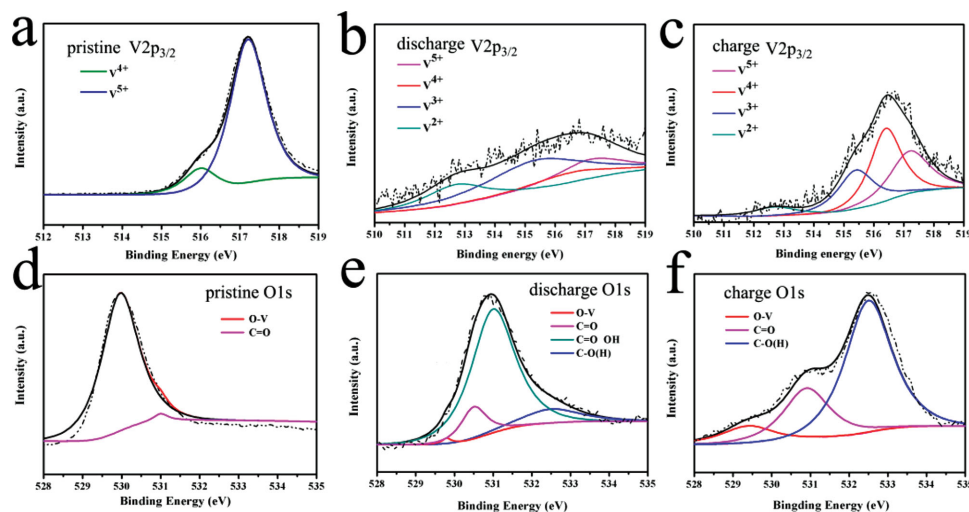 a
pristine V2p3/2
V4+
V5+
Intensity (a.u.)
512 513 514 515 516 517 518 519
Binding Energy (eV)
b
discharge V2p3/2
V5+
V4+
V3+
V2+
Intensity (a.u.)
510 511 512 513 514 515 516 517 518 519
Binding energy (eV)
c
charge V2p3/2
V5+
V4+
V3+
V2+
Intensity (a.u.)
510 511 512 513 514 515 516 517 518 519
Binding energy (eV)
d
pristine O1s
O-V
C=O
Intensity (a.u.)
528 529 530 531 532 533 534 535
Binding Energy (eV)
e
discharge O1s
O-V
C=O
C=O OH
C-O(H)
Intensity (a.u.)
528 529 530 531 532 533 534 535
Binding Energy (eV)
f
charge O1s
O-V
C=O
C-O(H)
Intensity (a.u.)
528 529 530 531 532 533 534 535
Bingding Energy (eV)